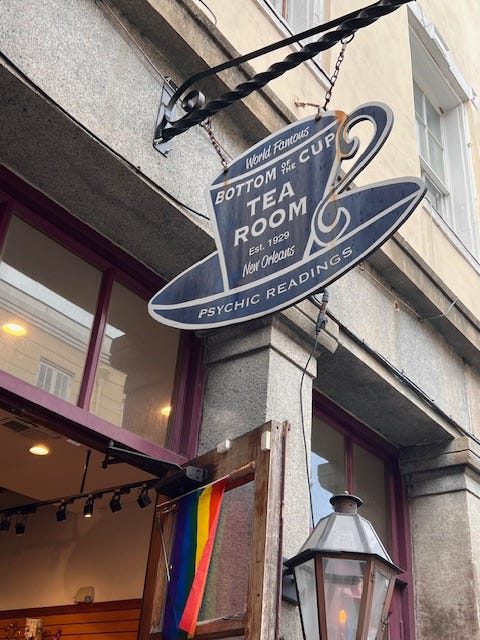 World Famous
BOTTOM OF THE CUP
TEA
ROOM
Est. 1929
New Orleans
PSYCHIC READINGS